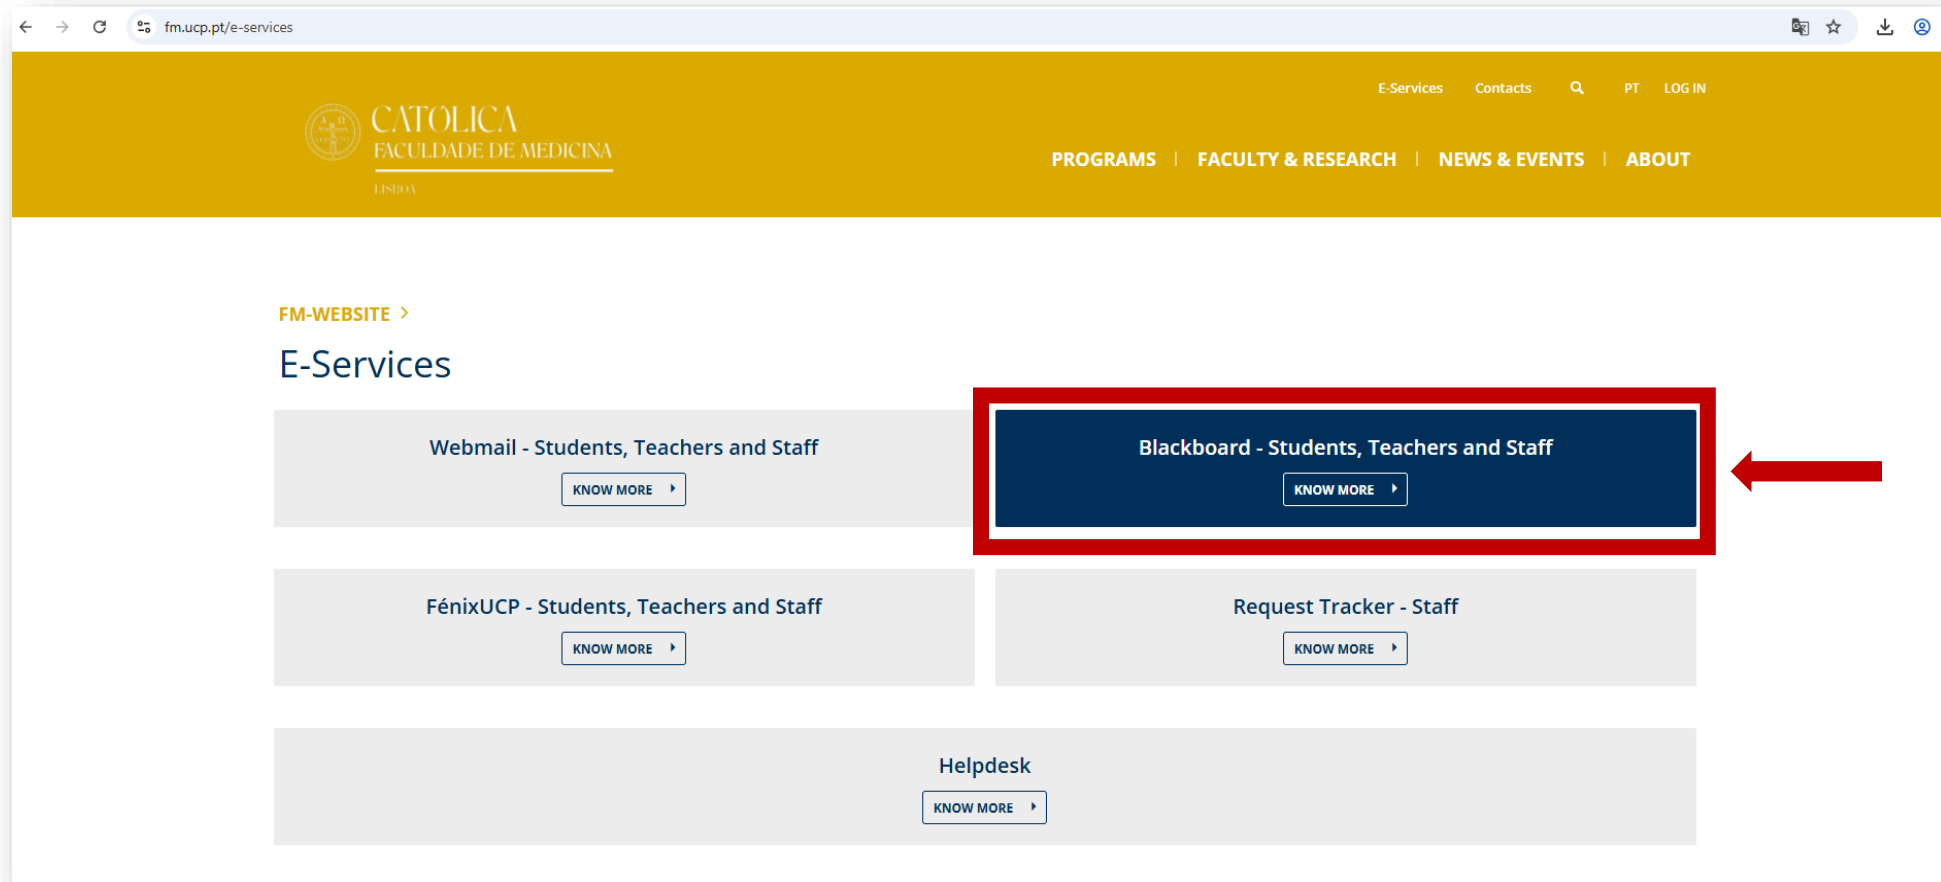 fm.ucp.pt/e-services
E-Services Contacts PT LOG IN
CATÓLICA
FACULDADE DE MEDICINA
LISBOA
PROGRAMS | FACULTY & RESEARCH | NEWS & EVENTS | ABOUT
FM-WEBSITE >
E-Services
Webmail - Students, Teachers and Staff
KNOW MORE
Blackboard - Students, Teachers and Staff
KNOW MORE
FénixUCP - Students, Teachers and Staff
KNOW MORE
Request Tracker - Staff
KNOW MORE
Helpdesk
KNOW MORE